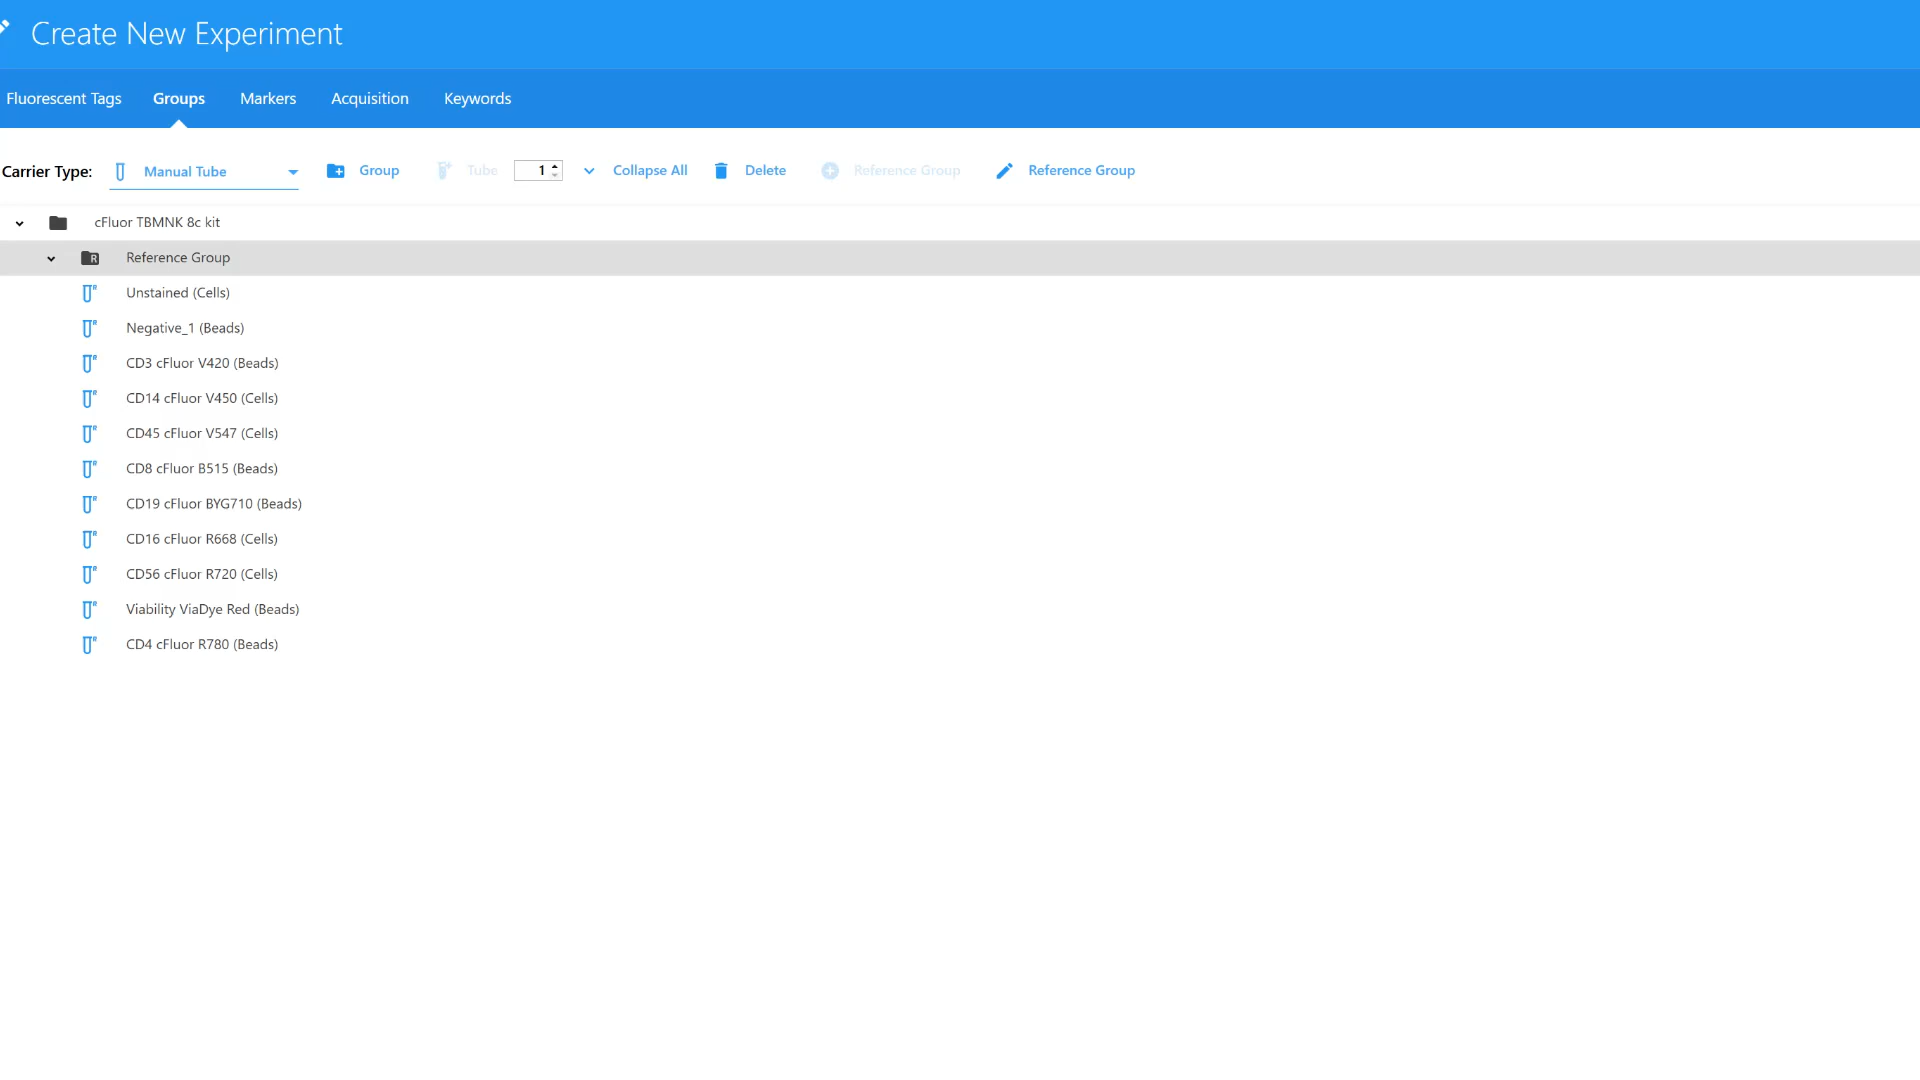 Create New Experiment
Fluorescent Tags Groups Markers Acquisition Keywords
Carrier Type: Manual Tube Group Tube 1 Collapse All Delete Reference Group Reference Group
cFluor TBMNK 8c kit
R Reference Group
R Unstained (Cells)
R Negative_1 (Beads)
R CD3 cFluor V420 (Beads)
R CD14 cFluor V450 (Cells)
R CD45 cFluor V547 (Cells)
R CD8 cFluor B515 (Beads)
R CD19 cFluor BYG710 (Beads)
R CD16 cFluor R668 (Cells)
R CD56 cFluor R720 (Cells)
R Viability ViaDye Red (Beads)
R CD4 cFluor R780 (Beads)